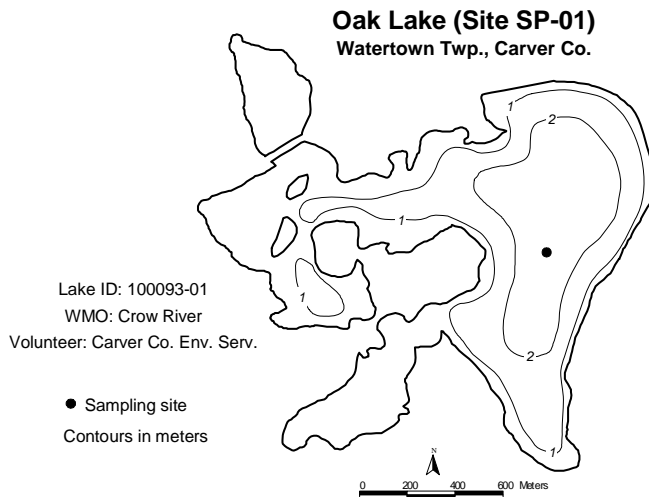 Oak Lake (Site SP-01)
Watertown Twp., Carver Co.
1
2
1
1
2
1
Lake ID: 100093-01
WMO: Crow River
Volunteer: Carver Co. Env. Serv.
Sampling site
Contours in meters
N
0 200 400 600 Meters